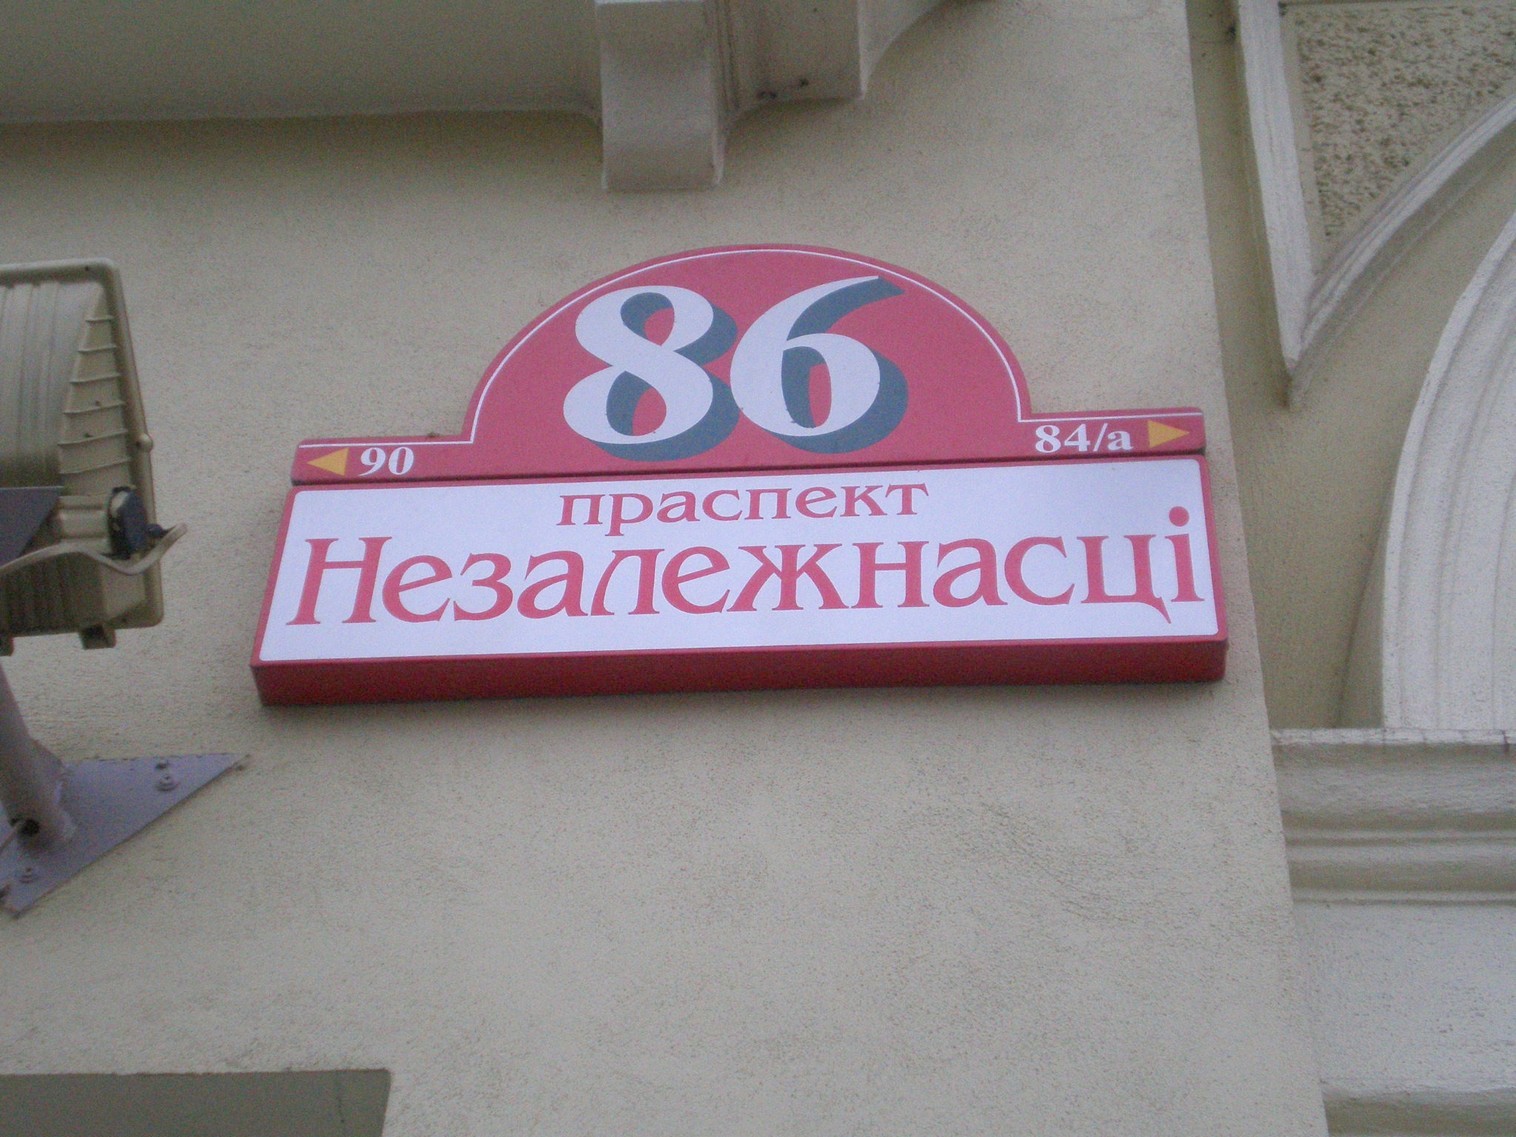 86
90 84/а
праспект
Незалежнасці